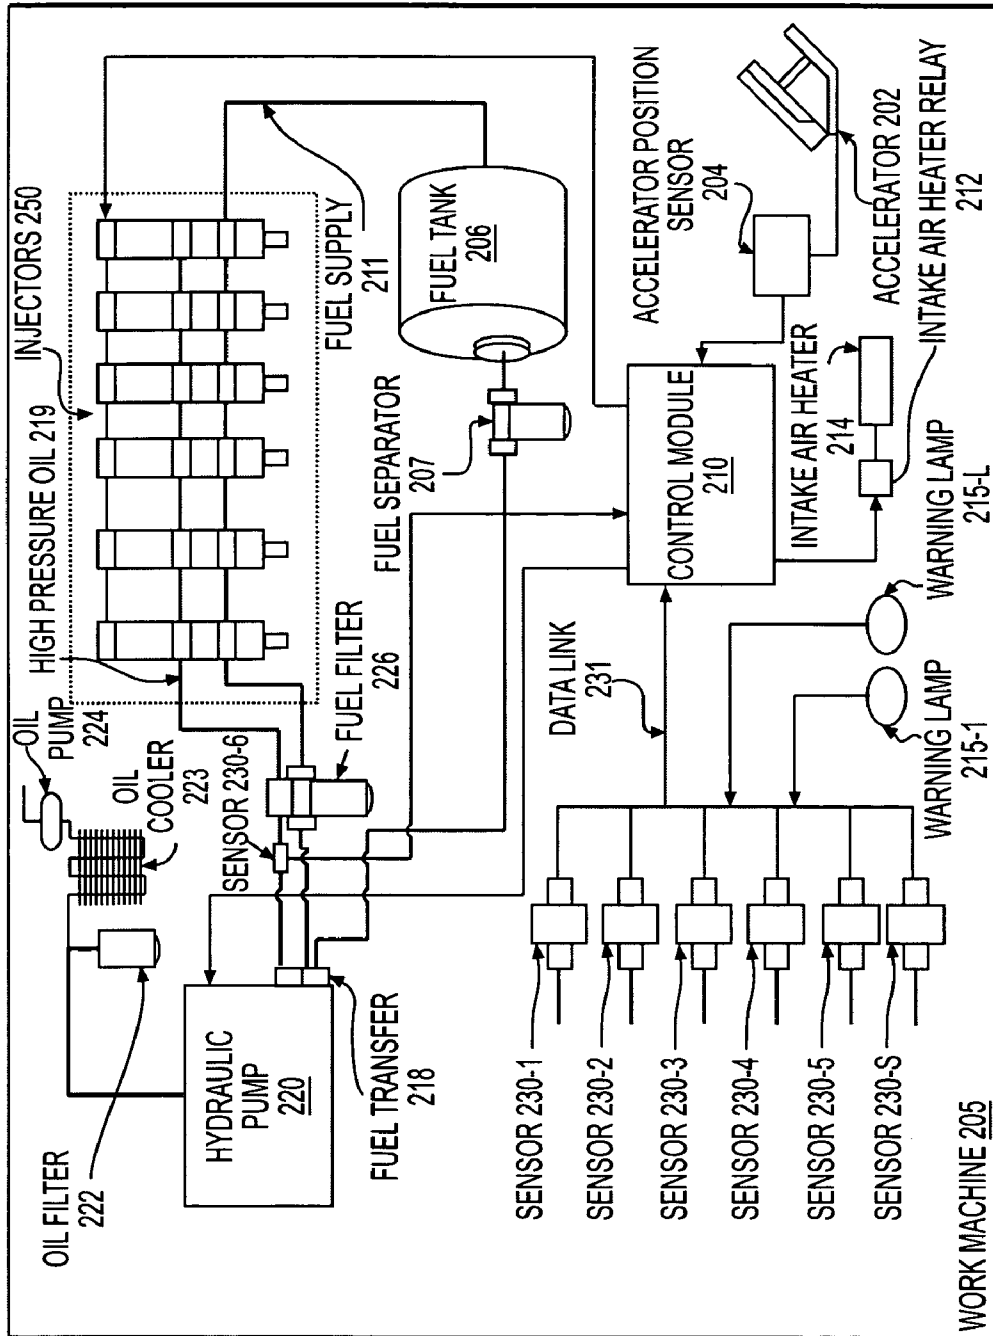 OIL FILTER
222
OIL
PUMP
224
OIL
COOLER
223
HIGH PRESSURE OIL 219
INJECTORS 250
HYDRAULIC
PUMP
220
SENSOR 230-6
FUEL FILTER
226
FUEL SUPPLY
211
FUEL TRANSFER
218
FUEL SEPARATOR
207
FUEL TANK
206
SENSOR 230-1
SENSOR 230-2
SENSOR 230-3
SENSOR 230-4
SENSOR 230-5
SENSOR 230-S
DATA LINK
231
CONTROL MODULE
210
ACCELERATOR POSITION
SENSOR
204
INTAKE AIR HEATER
214
ACCELERATOR 202
INTAKE AIR HEATER RELAY
212
WARNING LAMP
215-1
WARNING LAMP
215-L
WORK MACHINE 205